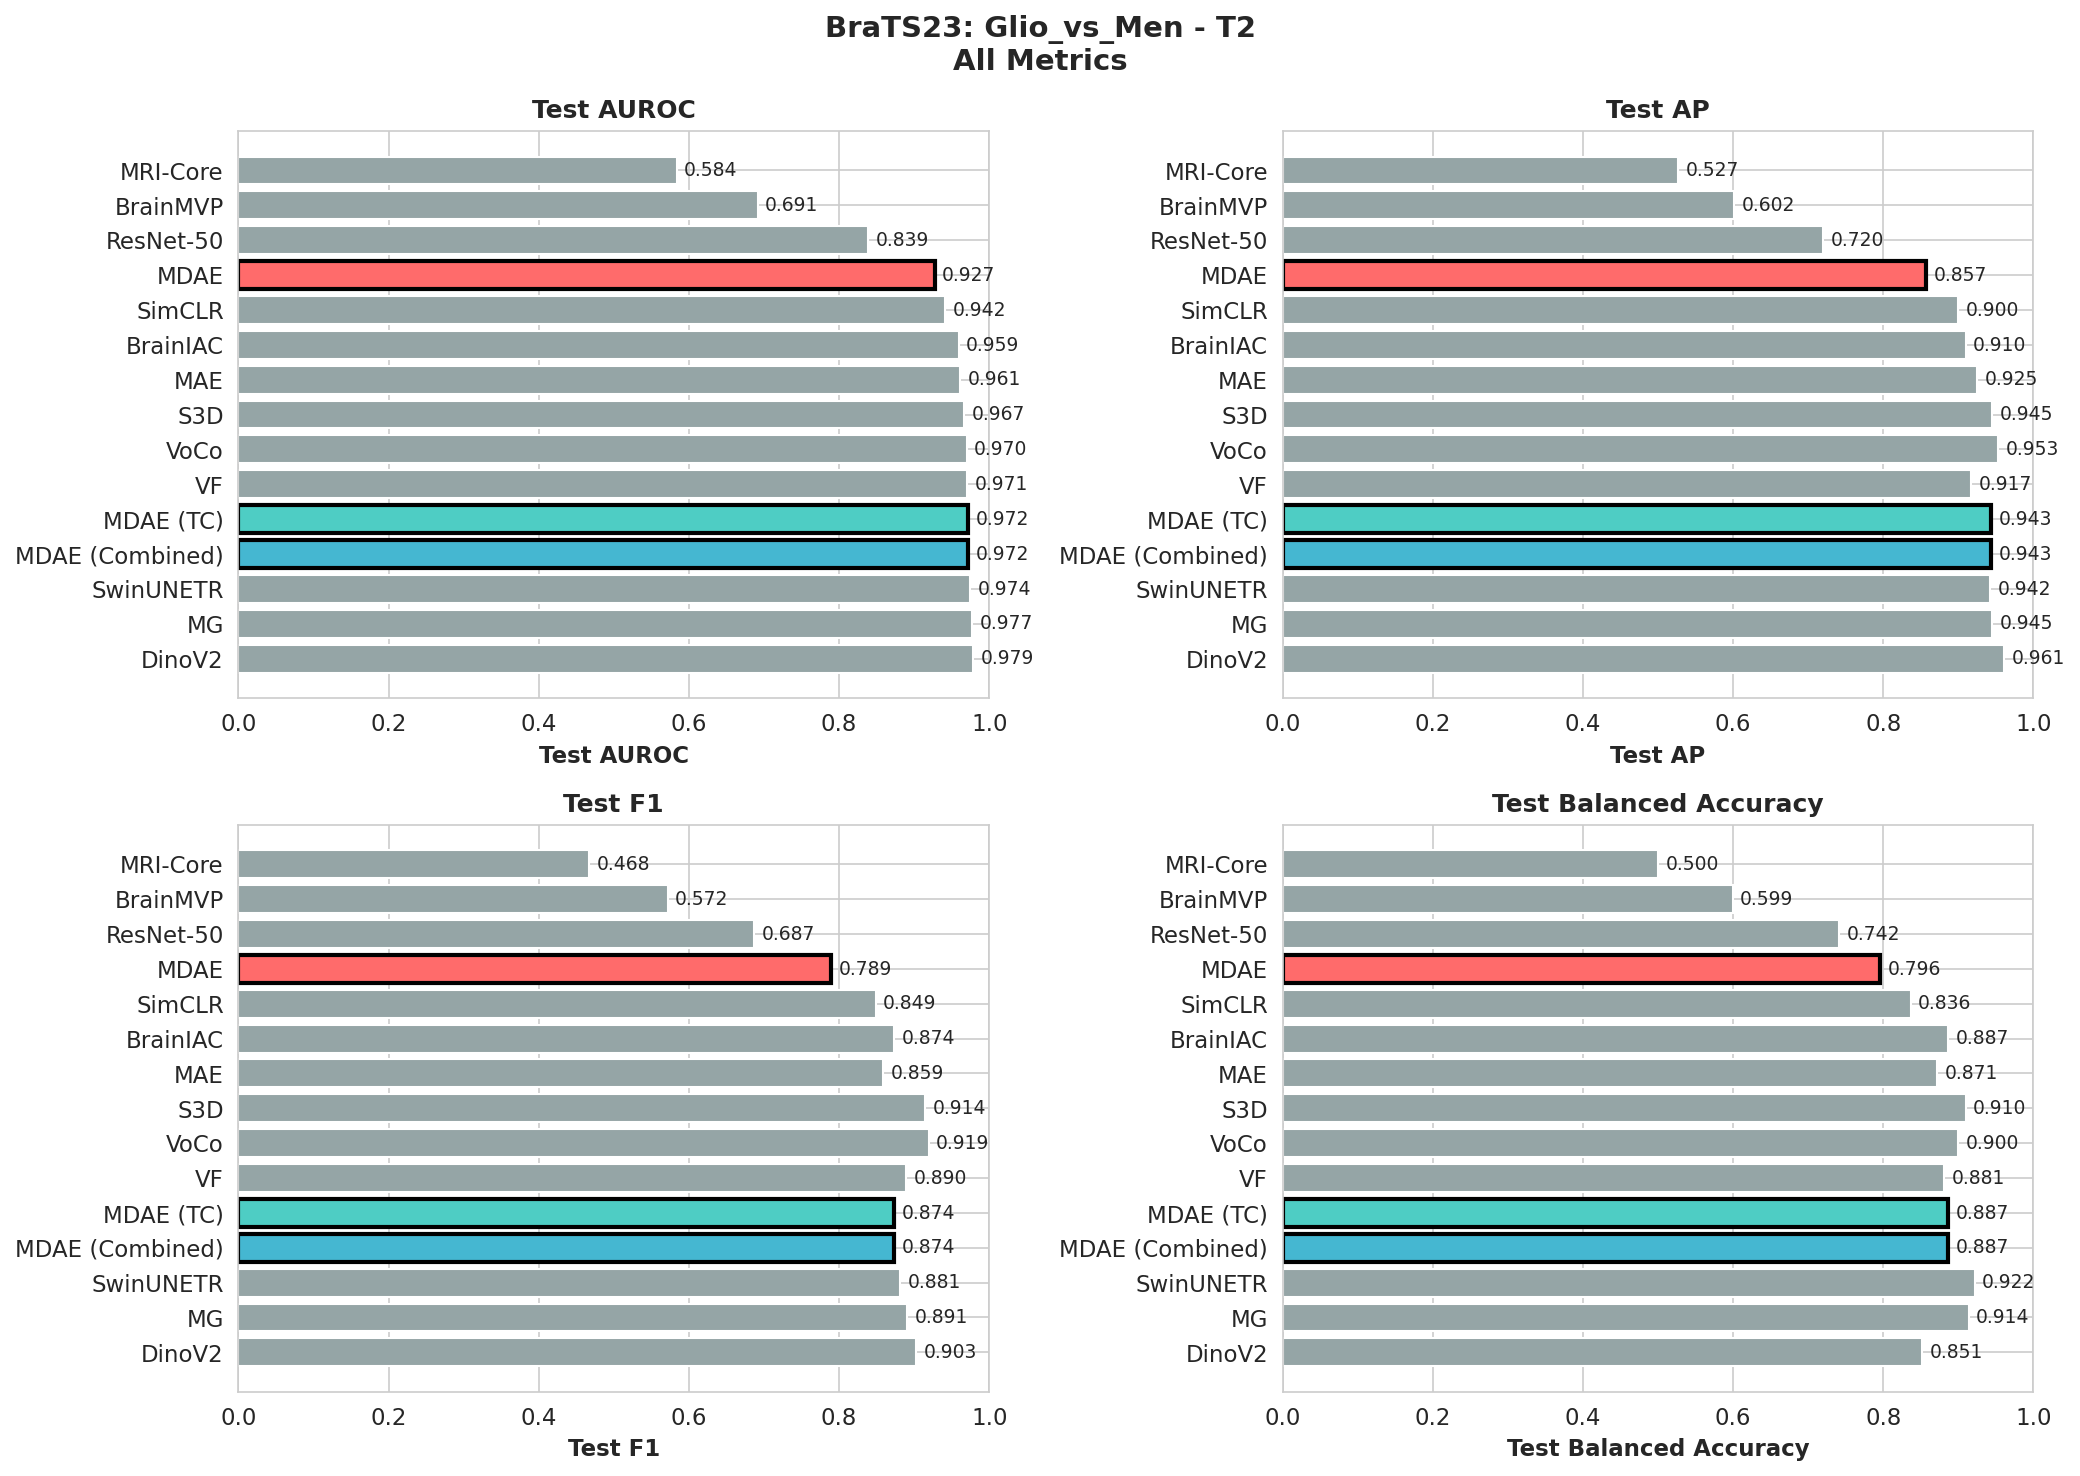 BraTS23: Glio_vs_Men - T2
All Metrics
Test AUROC
MRI-Core 0.584
BrainMVP 0.691
ResNet-50 0.839
MDAE 0.927
SimCLR 0.942
BrainIAC 0.959
MAE 0.961
S3D 0.967
VoCo 0.970
VF 0.971
MDAE (TC) 0.972
MDAE (Combined) 0.972
SwinUNETR 0.974
MG 0.977
DinoV2 0.979
0.0 0.2 0.4 0.6 0.8 1.0
Test AUROC
Test AP
MRI-Core 0.527
BrainMVP 0.602
ResNet-50 0.720
MDAE 0.857
SimCLR 0.900
BrainIAC 0.910
MAE 0.925
S3D 0.945
VoCo 0.953
VF 0.917
MDAE (TC) 0.943
MDAE (Combined) 0.943
SwinUNETR 0.942
MG 0.945
DinoV2 0.961
0.0 0.2 0.4 0.6 0.8 1.0
Test AP
Test F1
MRI-Core 0.468
BrainMVP 0.572
ResNet-50 0.687
MDAE 0.789
SimCLR 0.849
BrainIAC 0.874
MAE 0.859
S3D 0.914
VoCo 0.919
VF 0.890
MDAE (TC) 0.874
MDAE (Combined) 0.874
SwinUNETR 0.881
MG 0.891
DinoV2 0.903
0.0 0.2 0.4 0.6 0.8 1.0
Test F1
Test Balanced Accuracy
MRI-Core 0.500
BrainMVP 0.599
ResNet-50 0.742
MDAE 0.796
SimCLR 0.836
BrainIAC 0.887
MAE 0.871
S3D 0.910
VoCo 0.900
VF 0.881
MDAE (TC) 0.887
MDAE (Combined) 0.887
SwinUNETR 0.922
MG 0.914
DinoV2 0.851
0.0 0.2 0.4 0.6 0.8 1.0
Test Balanced Accuracy